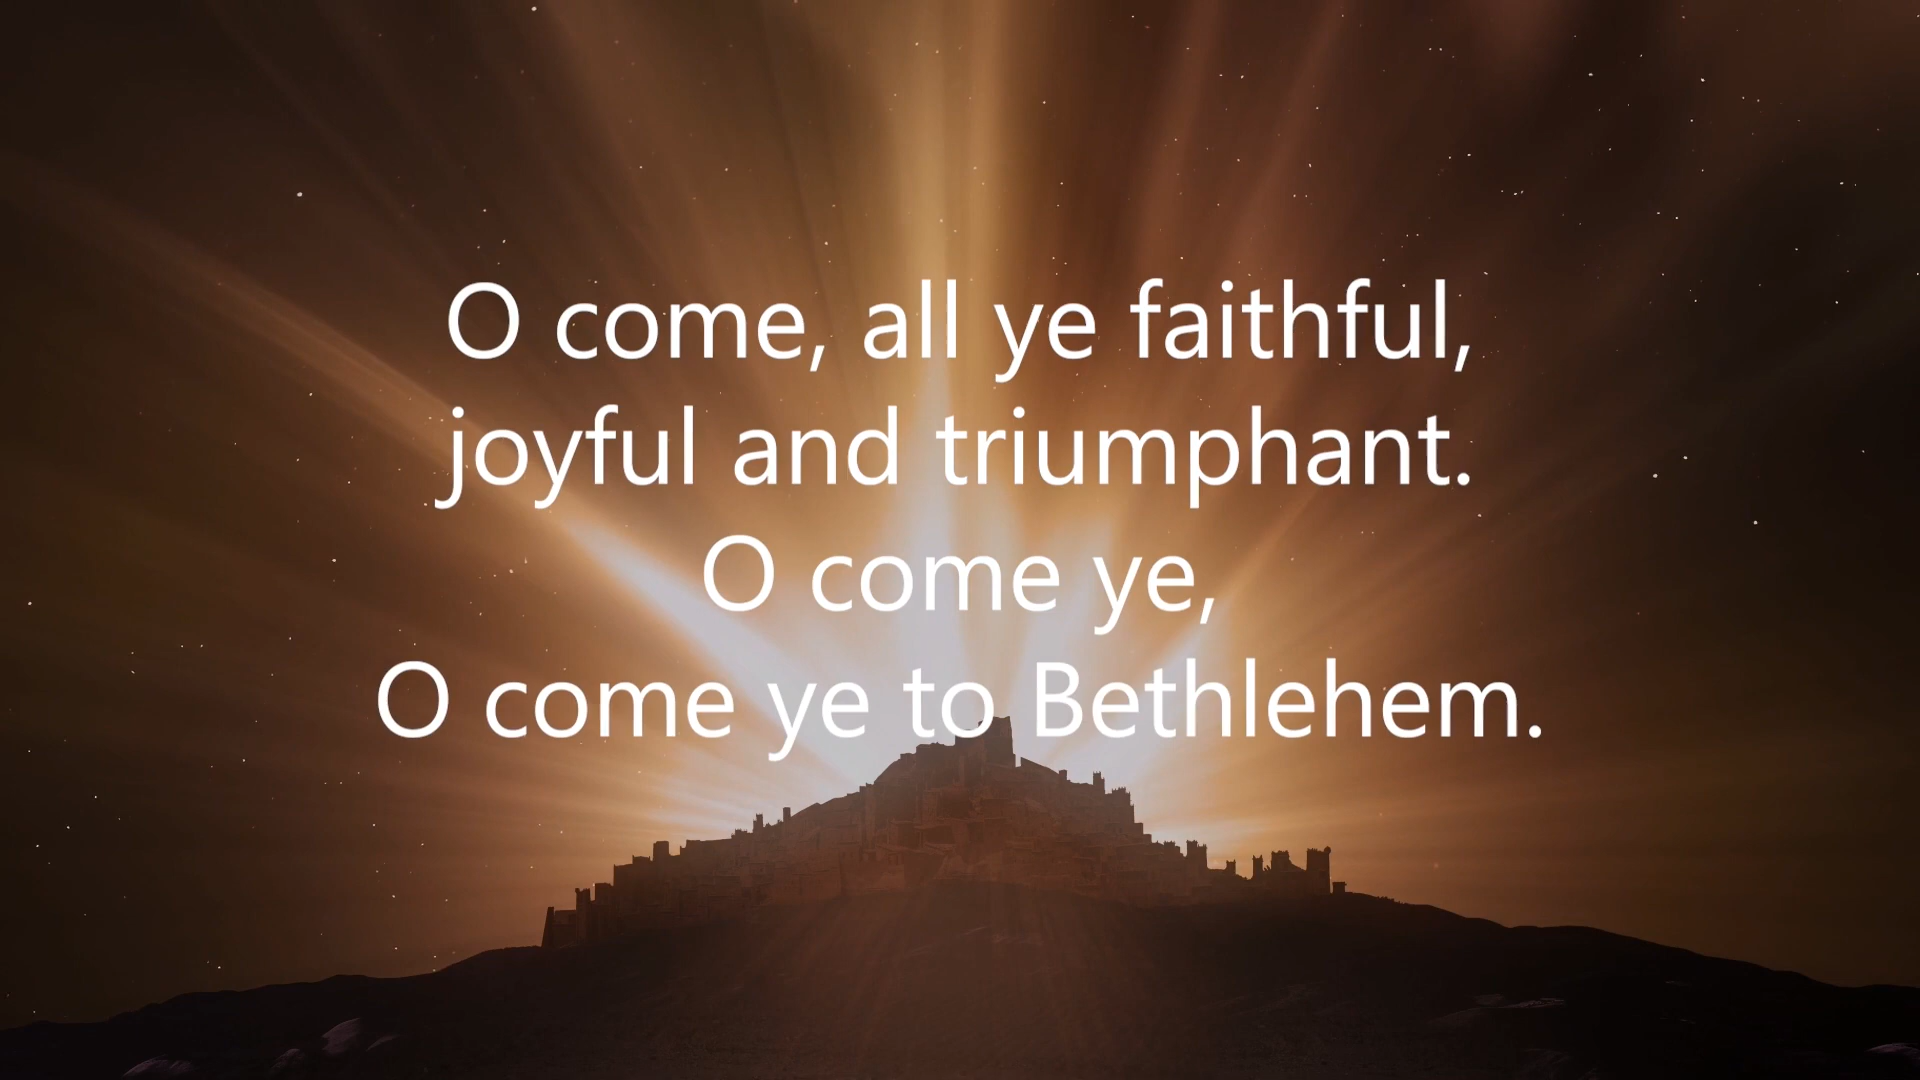 O come, all ye faithful,
joyful and triumphant.
O come ye,
O come ye to Bethlehem.